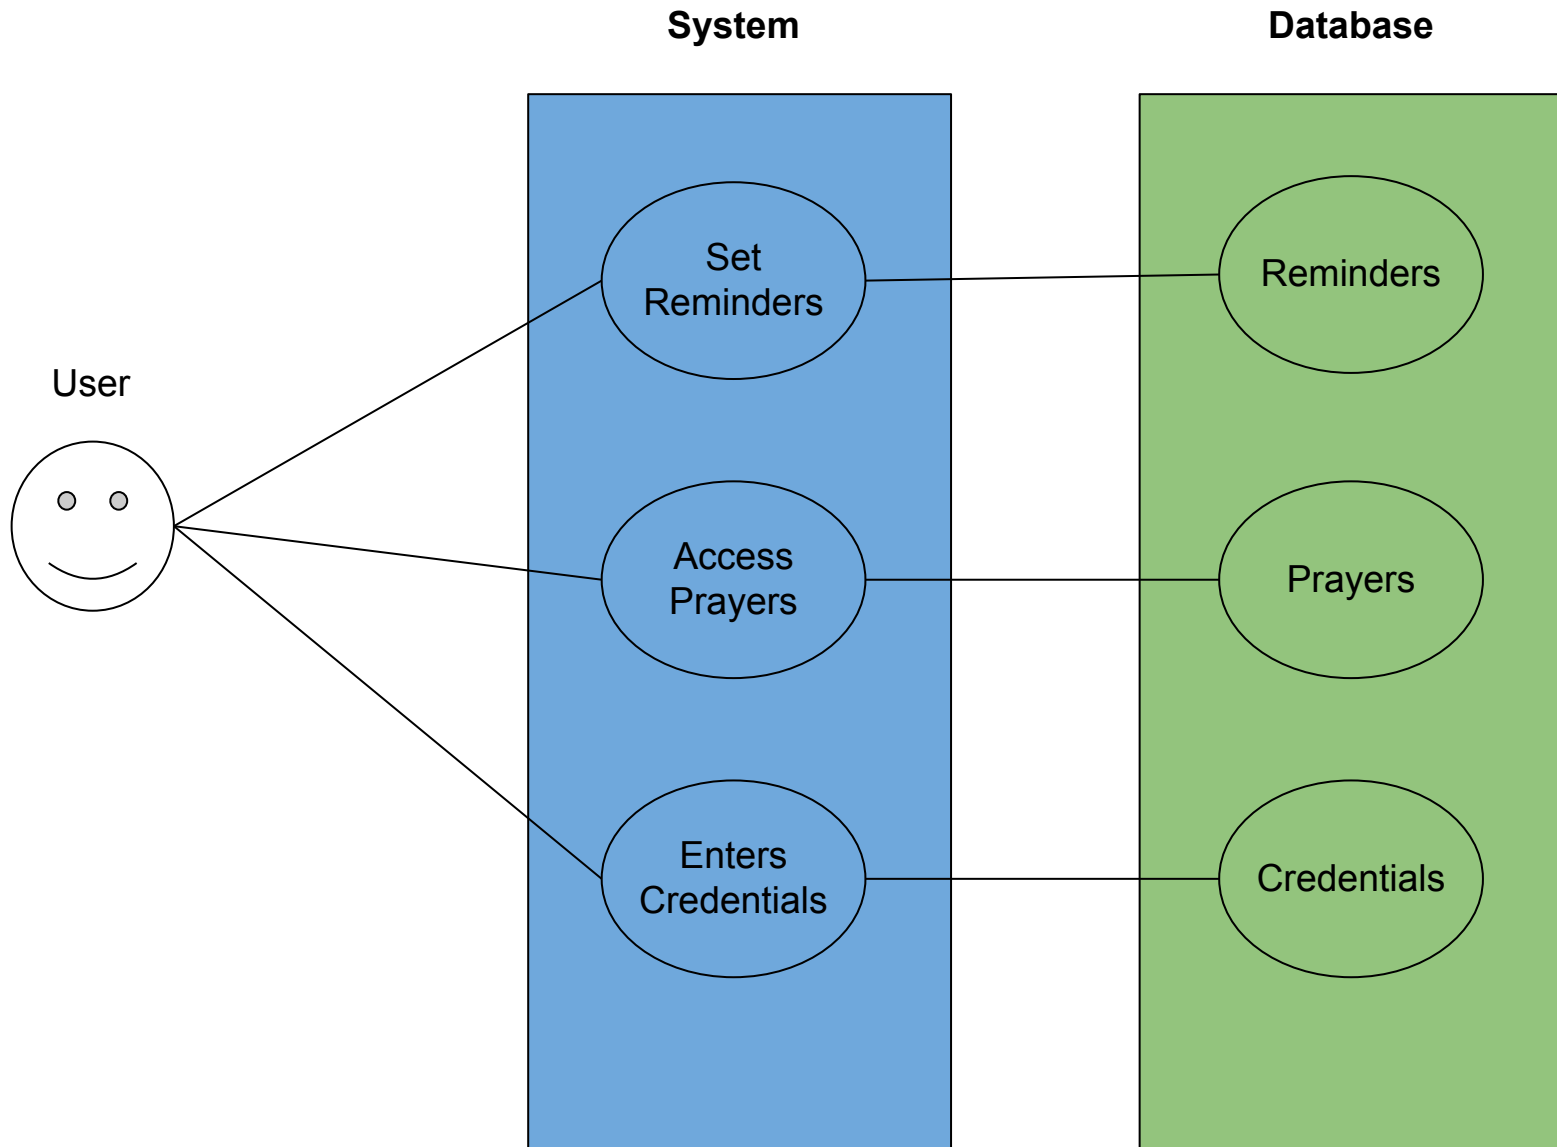 System
Database
Set
Reminders
Reminders
User
Access
Prayers
Prayers
Enters
Credentials
Credentials